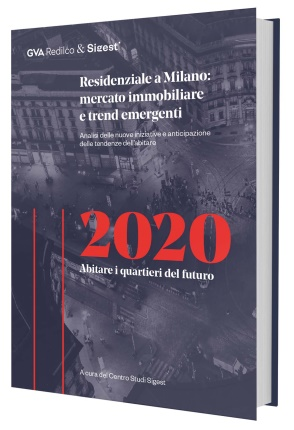 GVA Redilco & Sigest
Residenziale a Milano:
mercato immobiliare
e trend emergenti
Analisi delle nuove iniziative e anticipazione
delle tendenze dell'abitare
2020
Abitare i quartieri del futuro
A cura del Centro Studi Sigest